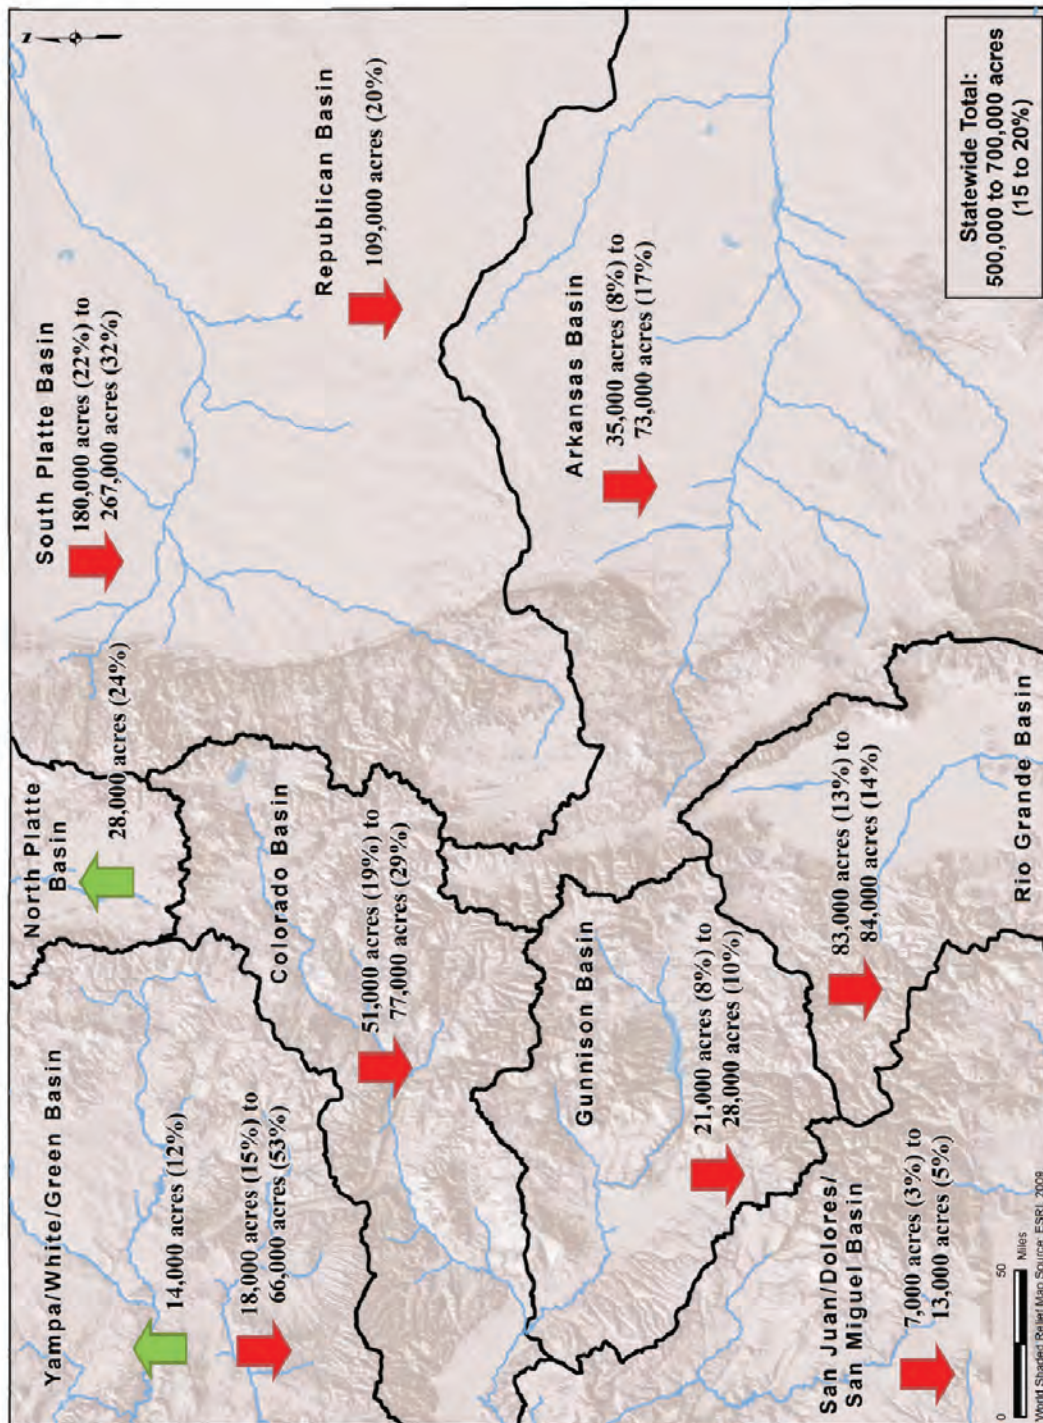 N
Yampa/White/Green Basin
14,000 acres (12%)
18,000 acres (15%) to
66,000 acres (53%)
North Platte
Basin
28,000 acres (24%)
South Platte Basin
180,000 acres (22%) to
267,000 acres (32%)
Republican Basin
109,000 acres (20%)
Colorado Basin
51,000 acres (19%) to
77,000 acres (29%)
Gunnison Basin
21,000 acres (8%) to
28,000 acres (10%)
Arkansas Basin
35,000 acres (8%) to
73,000 acres (17%)
San Juan/Dolores/
San Miguel Basin
7,000 acres (3%) to
13,000 acres (5%)
83,000 acres (13%) to
84,000 acres (14%)
Rio Grande Basin
Statewide Total:
500,000 to 700,000 acres
(15 to 20%)
0 50
Miles
World Shaded Relief Map Source: ESRI, 2009